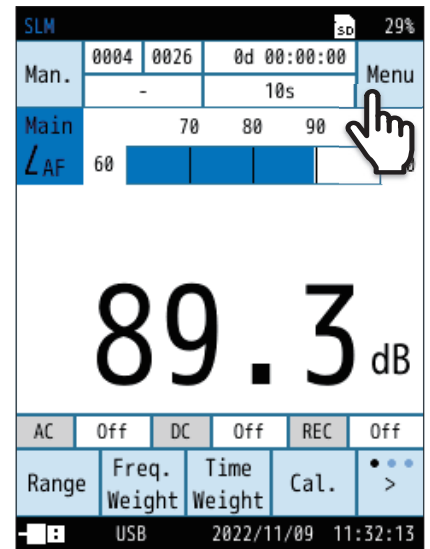 SLM SD 29%
Man. 0004 0026 0d 00:00:00 Menu
- 10s
Main 70 80 90
LAF 60 0
89.3 dB
AC Off DC Off REC Off
Range Freq. Weight Time Weight Cal. >
USB 2022/11/09 11:32:13